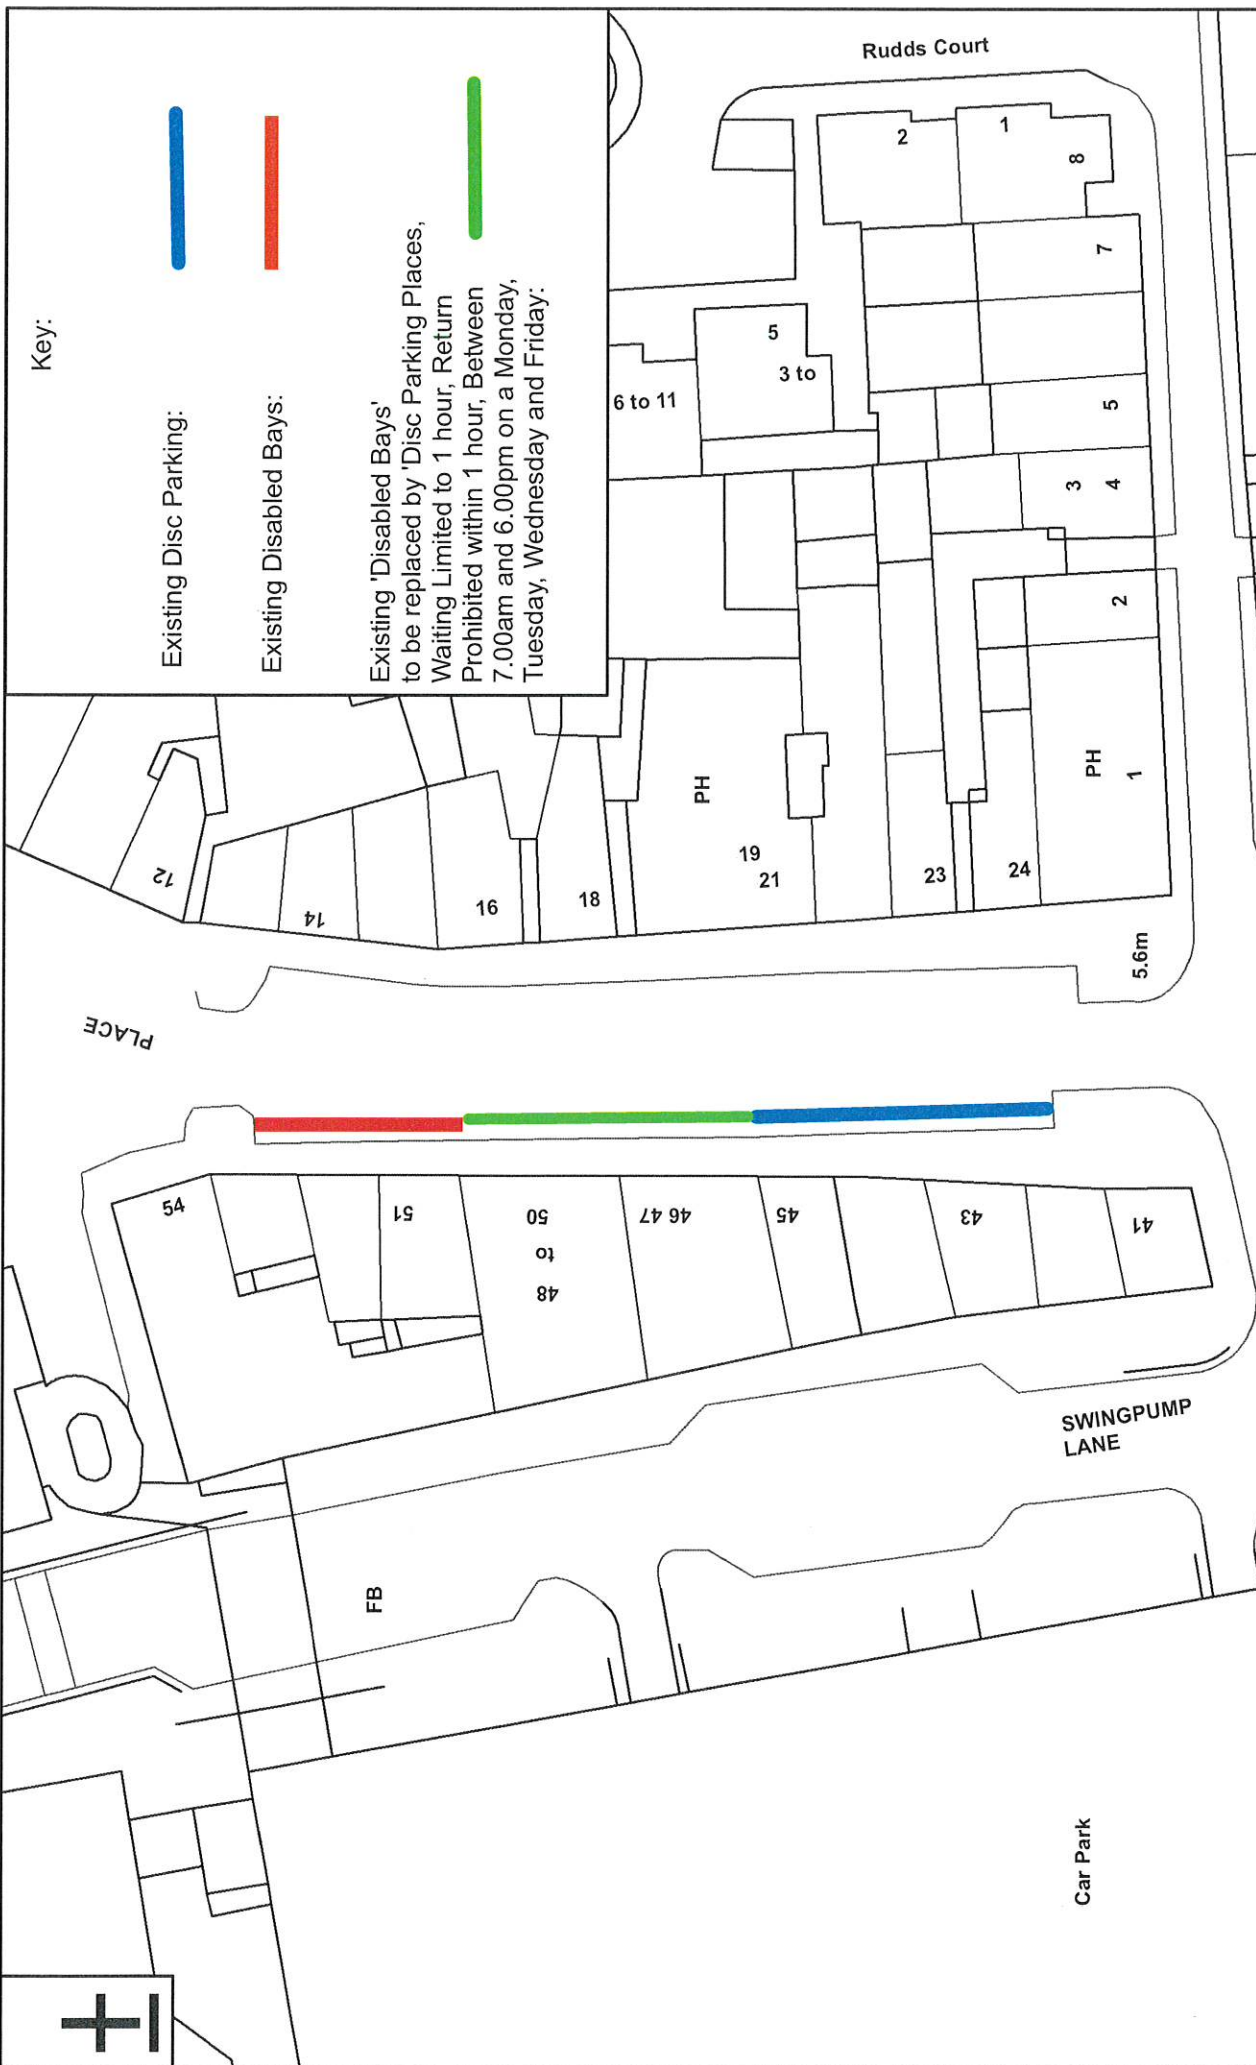 Key:
Existing Disc Parking:
Existing Disabled Bays:
Existing 'Disabled Bays'
to be replaced by 'Disc Parking Places,
Waiting Limited to 1 hour, Return
Prohibited within 1 hour, Between
7.00am and 6.00pm on a Monday,
Tuesday, Wednesday and Friday:
Rudds Court
2
1
8
7
5
3 to
6 to 11
5
3
4
2
PH
1
PH
19
21
23
24
12
14
16
18
5.6m
PLACE
54
51
50
to
48
46 47
45
43
41
SWINGPUMP
LANE
FB
Car Park